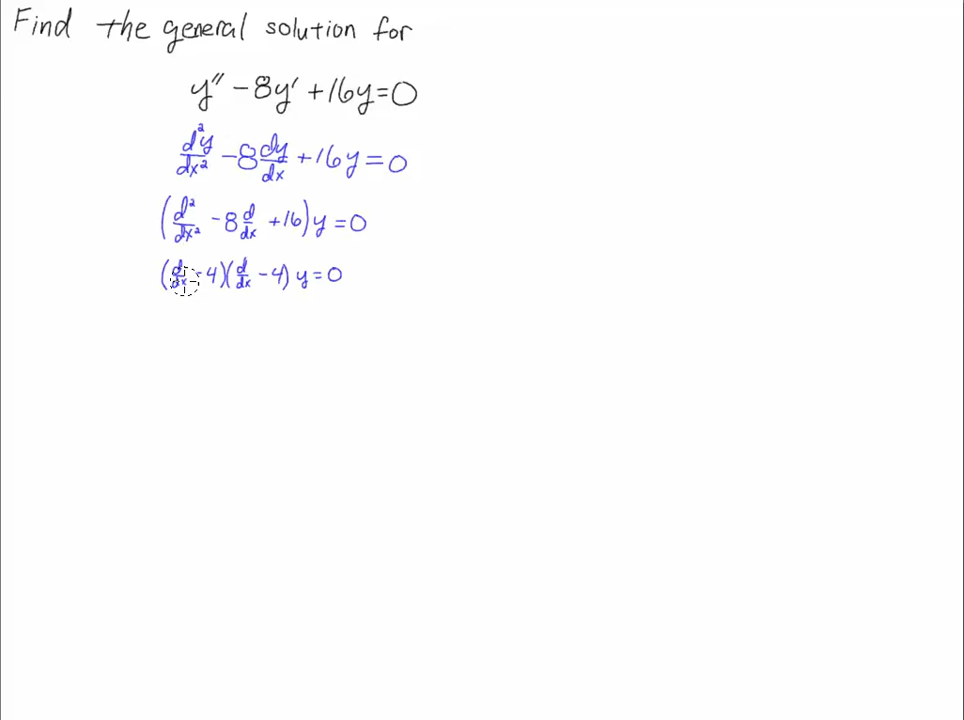 Find the general solution for
y'' - 8y' + 16y = 0
d²y/dx² - 8 dy/dx + 16y = 0
(d²/dx² - 8 d/dx + 16) y = 0
(d/dx - 4)(d/dx - 4) y = 0